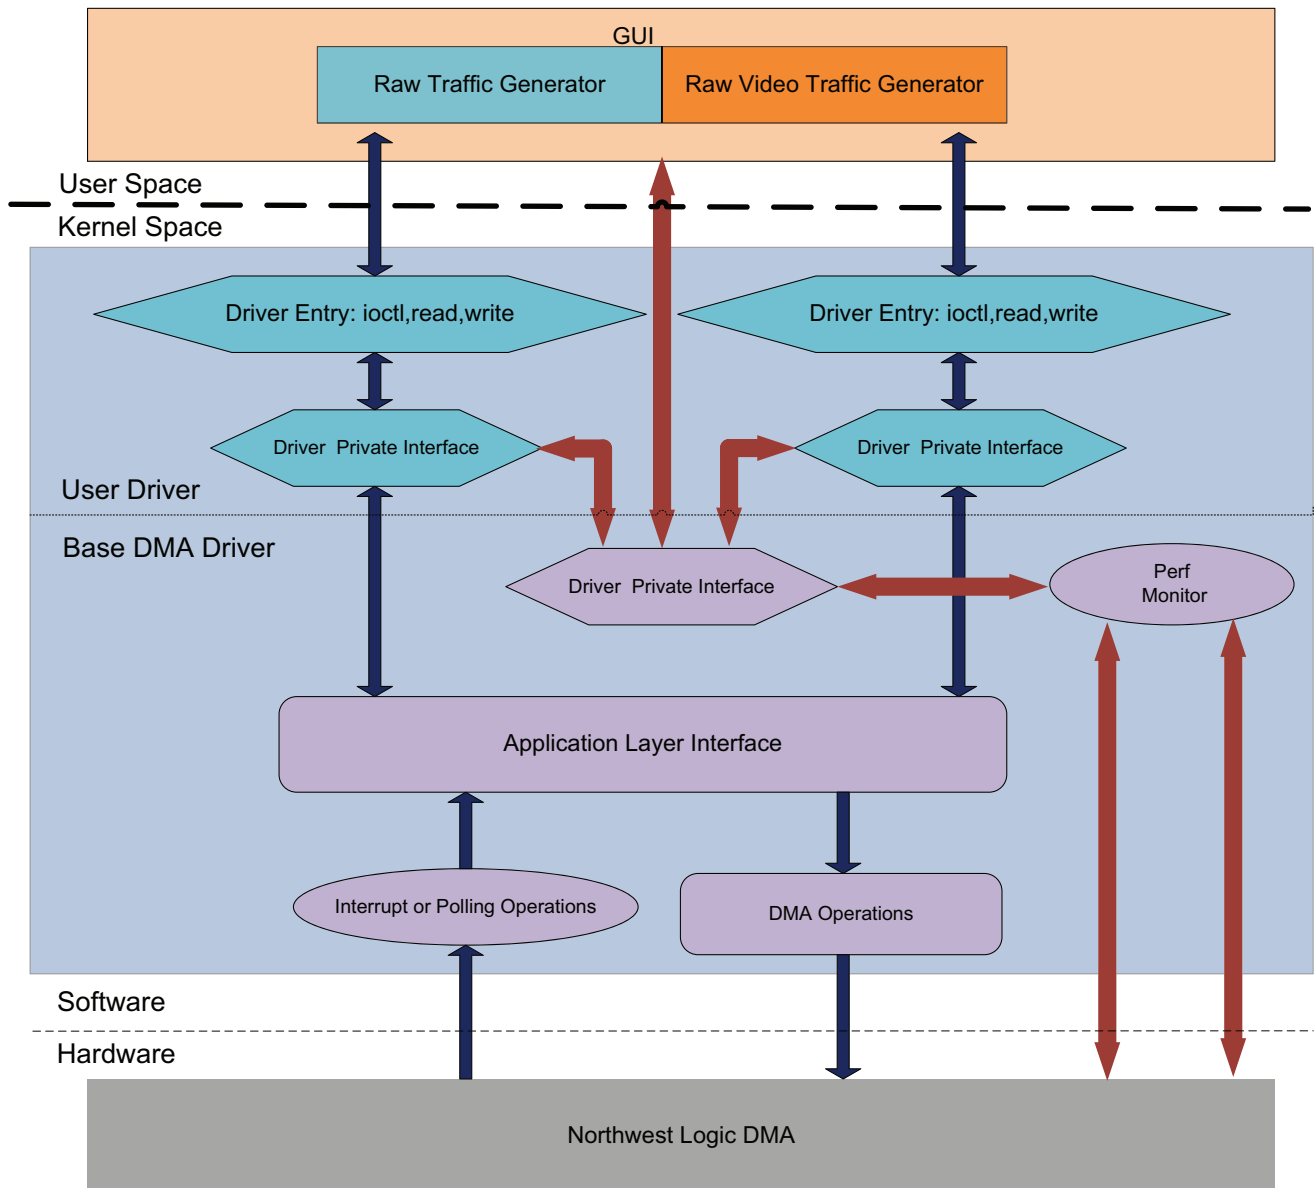 GUI
Raw Traffic Generator
Raw Video Traffic Generator
User Space
Kernel Space
Driver Entry: ioctl,read,write
Driver Entry: ioctl,read,write
Driver Private Interface
Driver Private Interface
User Driver
Base DMA Driver
Driver Private Interface
Perf
Monitor
Application Layer Interface
Interrupt or Polling Operations
DMA Operations
Software
Hardware
Northwest Logic DMA